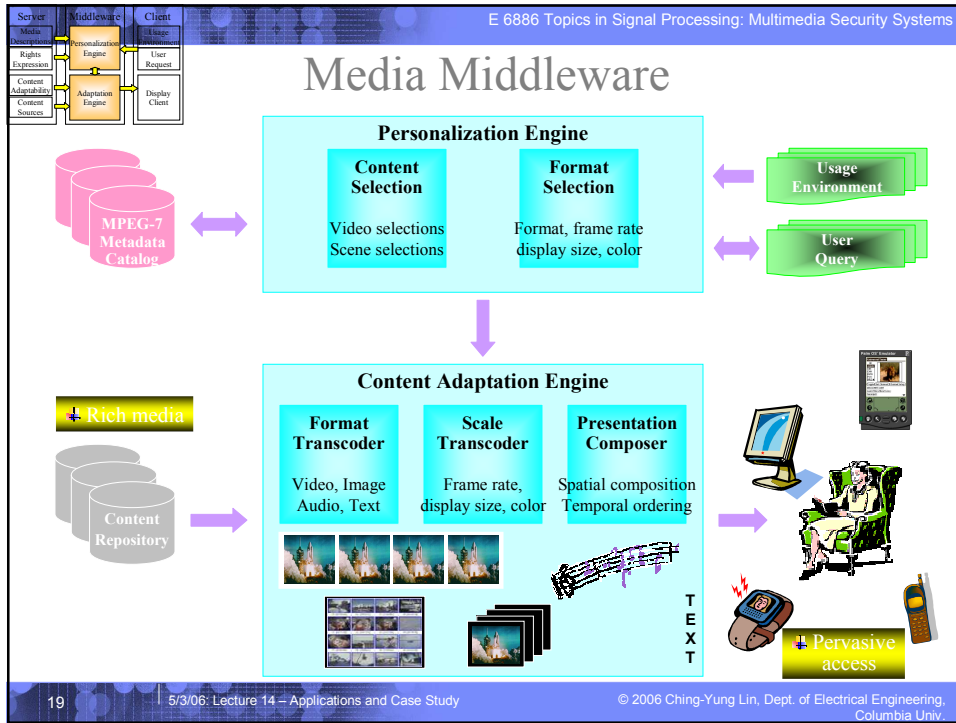 E 6886 Topics in Signal Processing: Multimedia Security Systems
Server
Middleware
Client
Media
Descriptions
Rights
Expression
Content
Adaptability
Content
Sources
Personalization
Engine
Adaptation
Engine
Usage
Environment
User
Request
Display
Client
Media Middleware
Personalization Engine
Content
Selection
Video selections
Scene selections
Format
Selection
Format, frame rate
display size, color
MPEG-7
Metadata
Catalog
Usage
Environment
User
Query
Content Adaptation Engine
Format
Transcoder
Video, Image
Audio, Text
Scale
Transcoder
Frame rate,
display size, color
Presentation
Composer
Spatial composition
Temporal ordering
Rich media
Content
Repository
T
E
X
T
Pervasive
access
19
5/3/06: Lecture 14 – Applications and Case Study
© 2006 Ching-Yung Lin, Dept. of Electrical Engineering,
Columbia Univ.